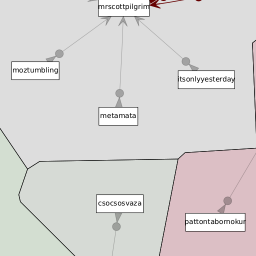 mrscottpilgrim
moztumbling
itsonlyyesterday
metamata
csocsosvaza
pattontabornokur